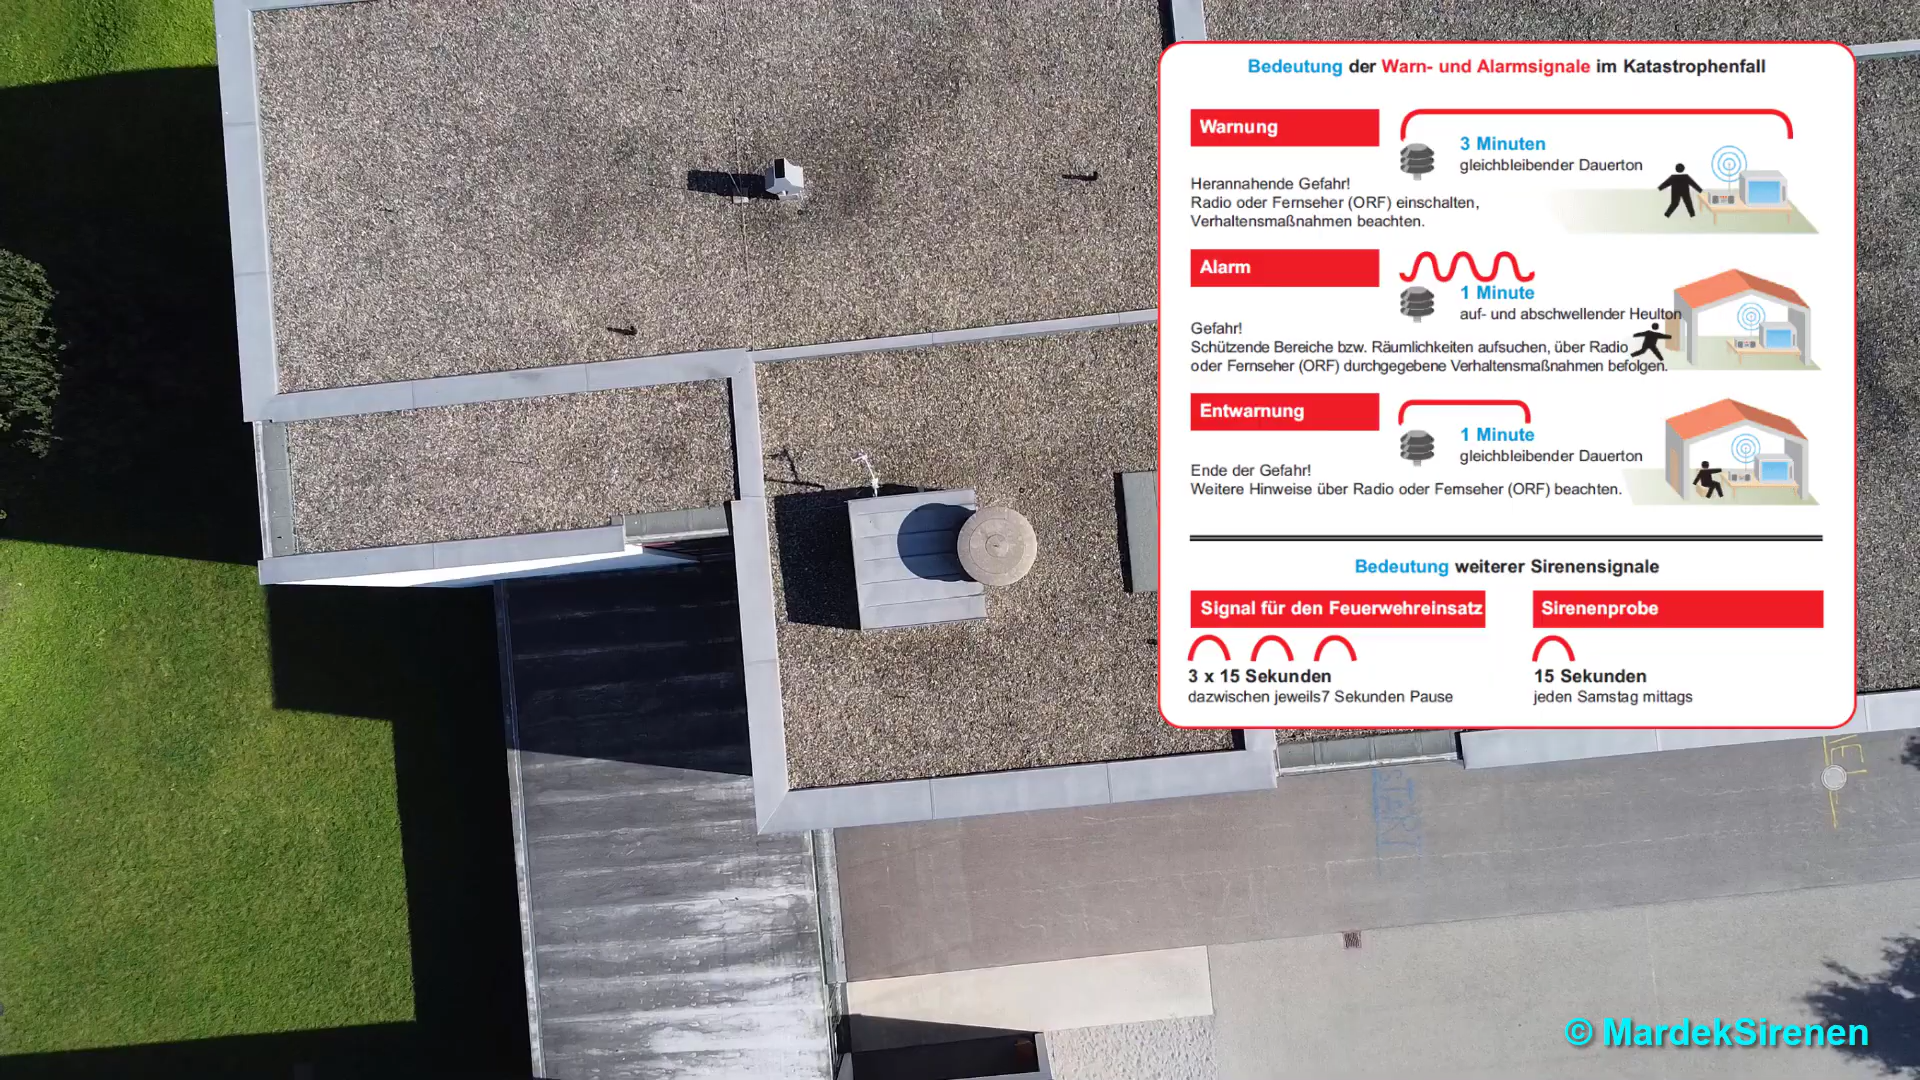 Bedeutung der Warn- und Alarmsignale im Katastrophenfall
Warnung
3 Minuten
gleichbleibender Dauerton
Herannahende Gefahr!
Radio oder Fernseher (ORF) einschalten,
Verhaltensmaßnahmen beachten.
Alarm
1 Minute
auf- und abschwellender Heulton
Gefahr!
Schützende Bereiche bzw. Räumlichkeiten aufsuchen, über Radio
oder Fernseher (ORF) durchgegebene Verhaltensmaßnahmen befolgen.
Entwarnung
1 Minute
gleichbleibender Dauerton
Ende der Gefahr!
Weitere Hinweise über Radio oder Fernseher (ORF) beachten.
Bedeutung weiterer Sirenensignale
Signal für den Feuerwehreinsatz
3 x 15 Sekunden
dazwischen jeweils7 Sekunden Pause
Sirenenprobe
15 Sekunden
jeden Samstag mittags
START
© MardekSirenen